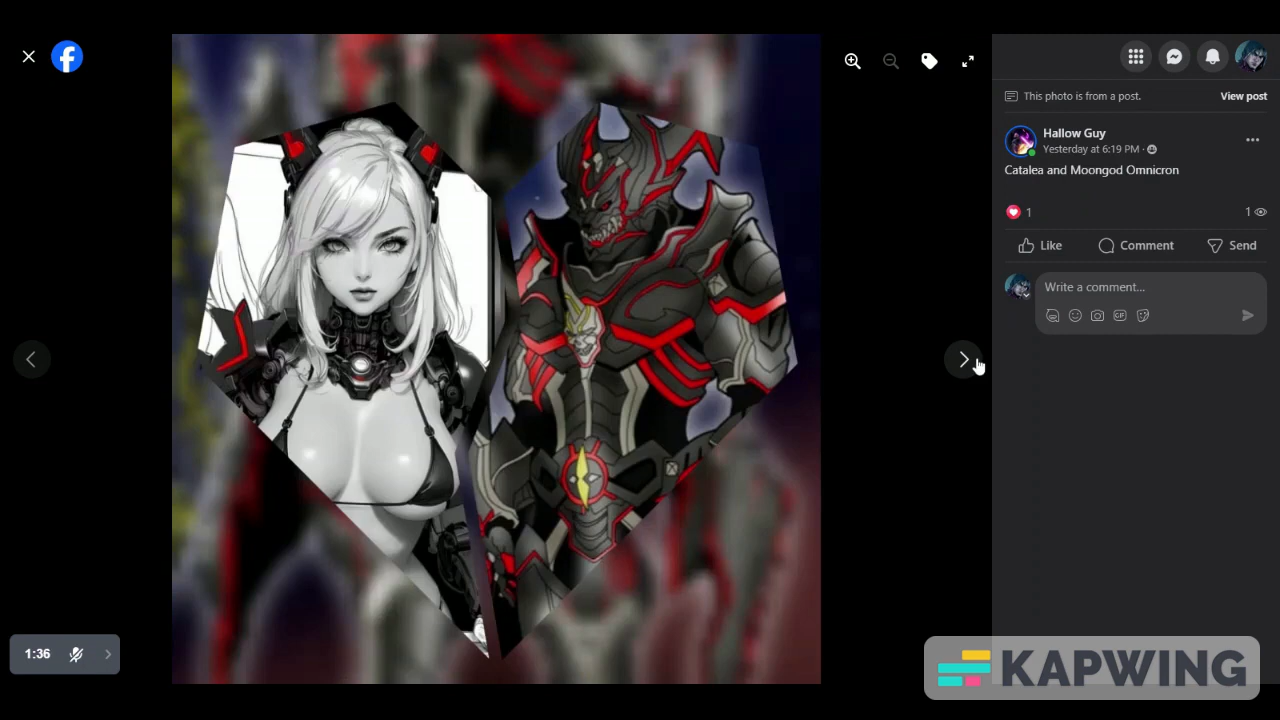 This photo is from a post.
View post
Hallow Guy
Yesterday at 6:19 PM ·
Catalea and Moongod Omnicron
1
1
Like
Comment
Send
Write a comment...
GIF
1:36
KAPWING